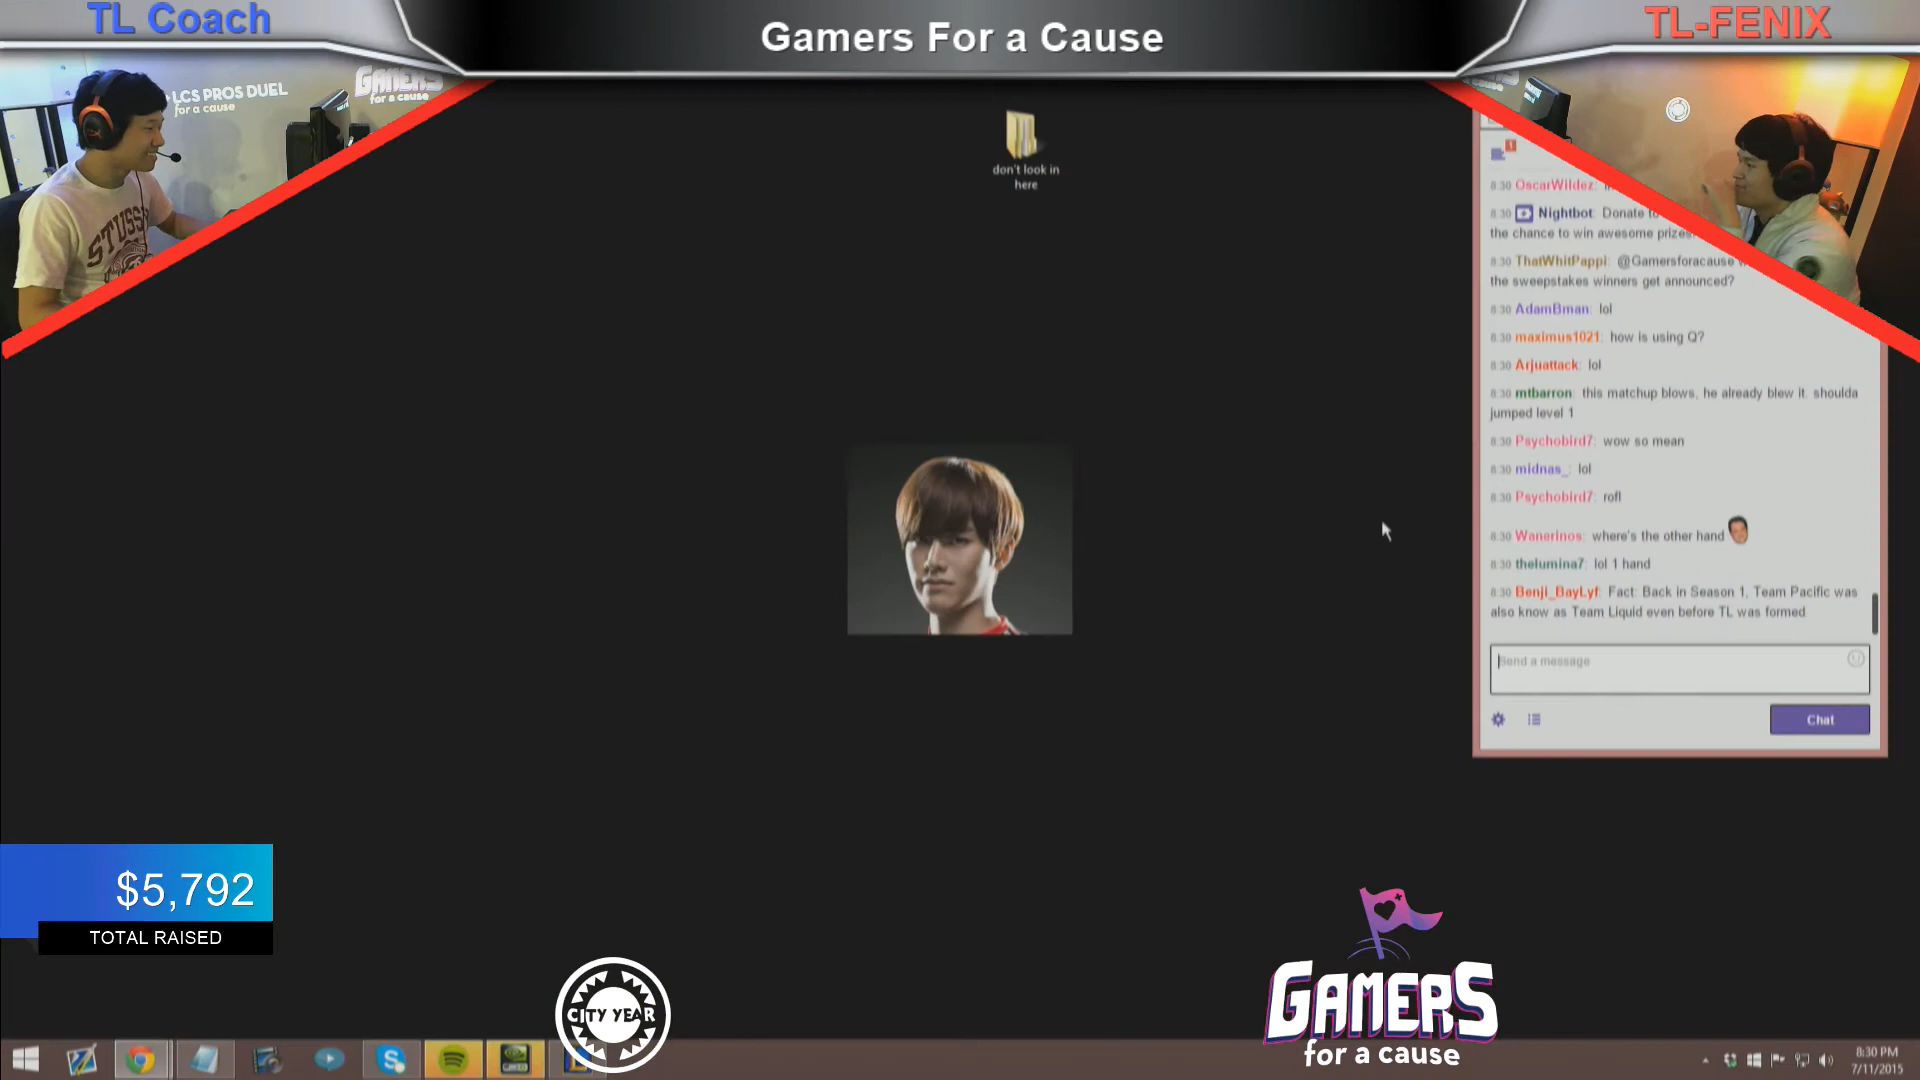 TL Coach
Gamers For a Cause
TL-FENIX
LCS PROS DUEL
for a cause
GAMERS
for a cause
STUSS
don't look in
here
1
8:30 OscarWildez:
8:30 Nightbot: Donate to
the chance to win awesome prizes
8:30 ThatWhitPappi: @Gamersforacause
the sweepstakes winners get announced?
8:30 AdamBman: lol
8:30 maximus1021: how is using Q?
8:30 Arjuattack: lol
8:30 mtbarron: this matchup blows, he already blew it. shoulda
jumped level 1
8:30 Psychobird7: wow so mean
8:30 midnas_: lol
8:30 Psychobird7: rofl
8:30 Wanerinos: where's the other hand
8:30 thelumina7: lol 1 hand
8:30 Benji_BayLyf: Fact: Back in Season 1, Team Pacific was
also know as Team Liquid even before TL was formed
Send a message
Chat
$5,792
TOTAL RAISED
CITY YEAR
GAMERS
for a cause
8:30 PM
7/11/2015